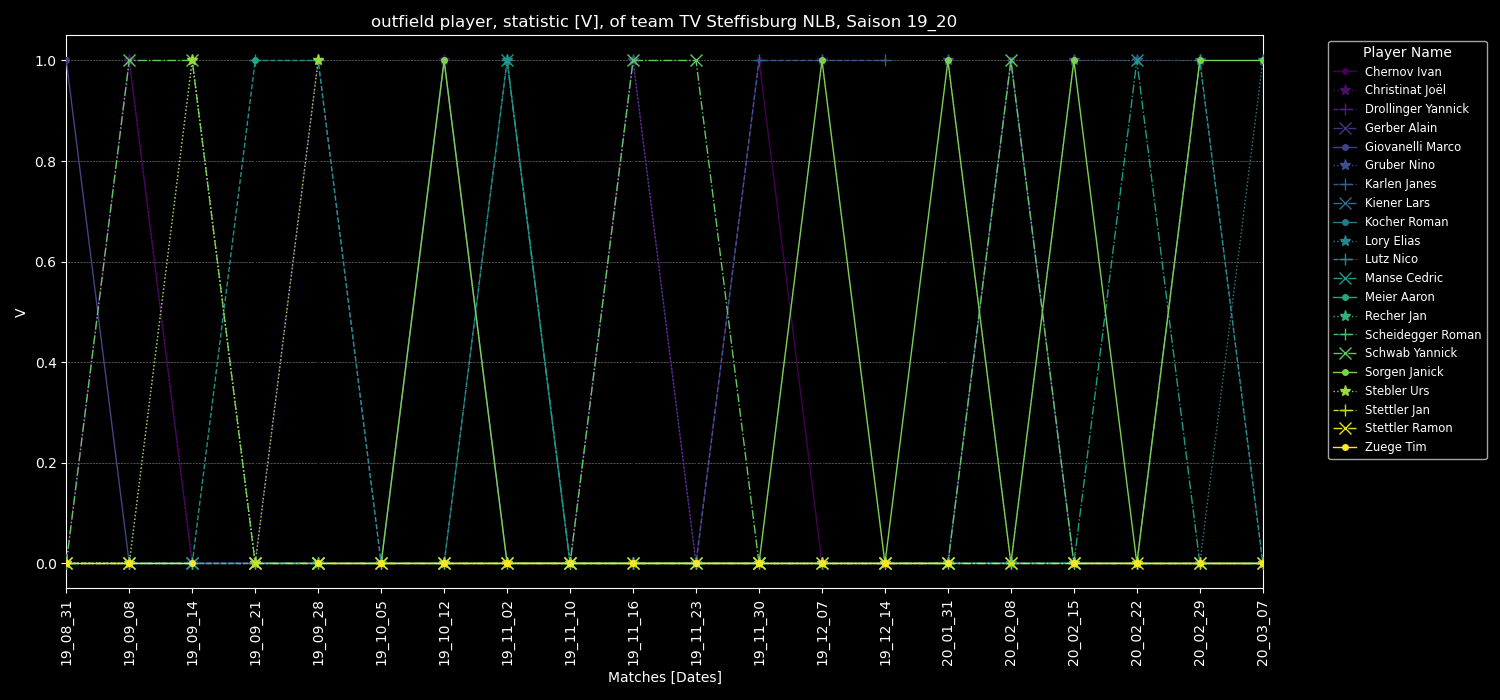 outfield player, statistic [V], of team TV Steffisburg NLB, Saison 19_20
V
1.0
0.8
0.6
0.4
0.2
0.0
19_08_31
19_09_08
19_09_14
19_09_21
19_09_28
19_10_05
19_10_12
19_11_02
19_11_10
19_11_16
19_11_23
19_11_30
19_12_07
19_12_14
20_01_31
20_02_08
20_02_15
20_02_22
20_02_29
20_03_07
Matches [Dates]
Player Name
Chernov Ivan
Christinat Joël
Drollinger Yannick
Gerber Alain
Giovanelli Marco
Gruber Nino
Karlen Janes
Kiener Lars
Kocher Roman
Lory Elias
Lutz Nico
Manse Cedric
Meier Aaron
Recher Jan
Scheidegger Roman
Schwab Yannick
Sorgen Janick
Stebler Urs
Stettler Jan
Stettler Ramon
Zuege Tim